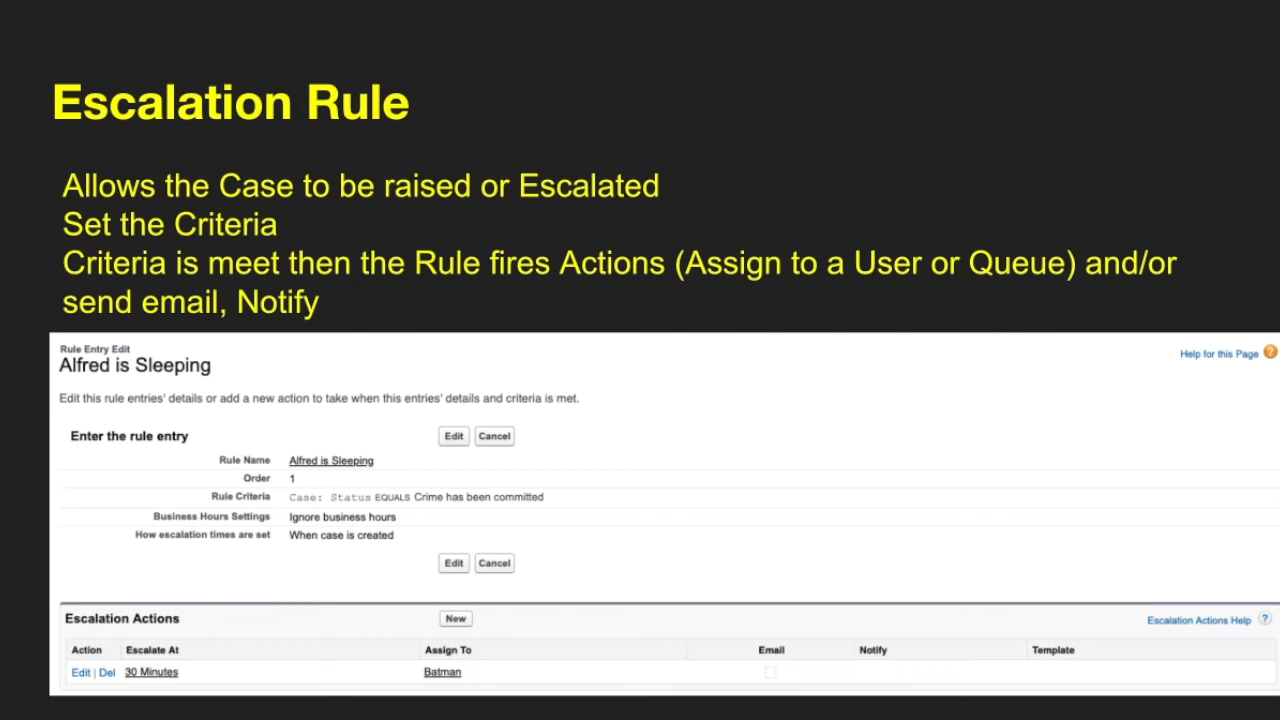 Escalation Rule
Allows the Case to be raised or Escalated
Set the Criteria
Criteria is meet then the Rule fires Actions (Assign to a User or Queue) and/or
send email, Notify
Rule Entry Edit
Alfred is Sleeping
Help for this Page ?
Edit this rule entries' details or add a new action to take when this entries' details and criteria is met.
Enter the rule entry Edit Cancel
Rule Name Alfred is Sleeping
Order 1
Rule Criteria Case: Status EQUALS Crime has been committed
Business Hours Settings Ignore business hours
How escalation times are set When case is created
Edit Cancel
Escalation Actions New Escalation Actions Help ?
Action Escalate At Assign To Email Notify Template
Edit | Del 30 Minutes Batman